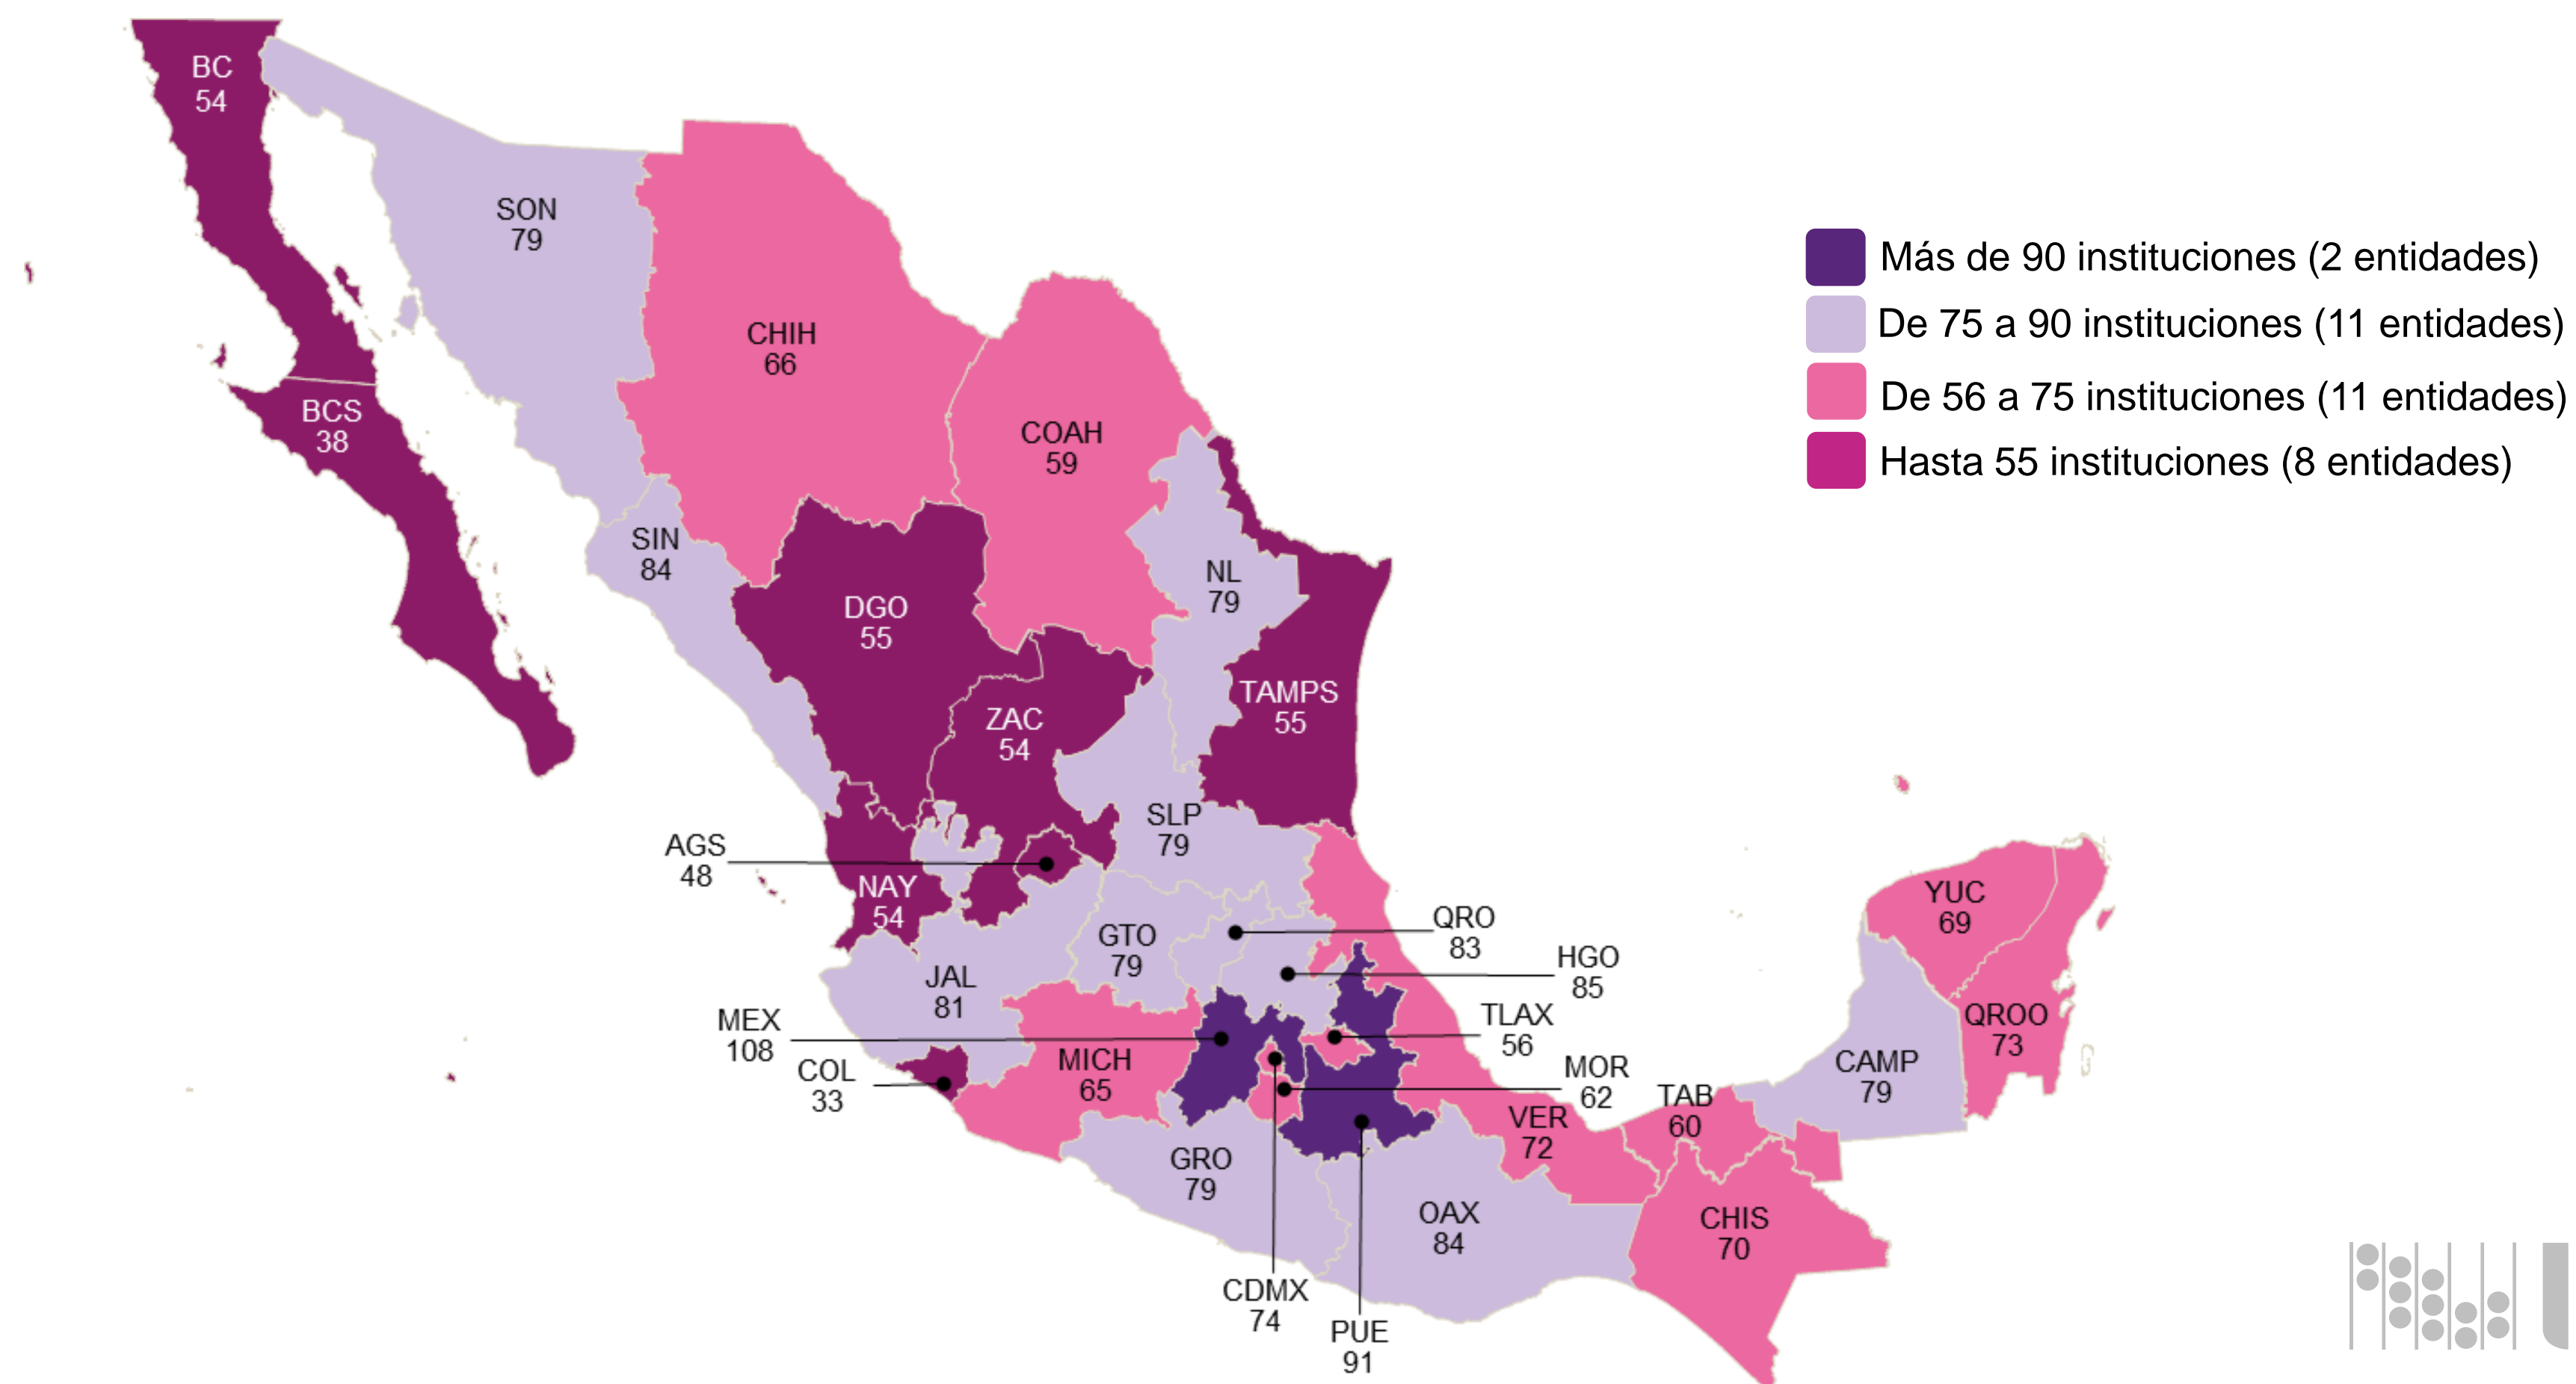 BC
54
SON
79
CHIH
66
BCS
38
COAH
59
SIN
84
NL
79
DGO
55
TAMPS
55
ZAC
54
SLP
79
AGS
48
NAY
54
GTO
79
QRO
83
JAL
81
HGO
85
MEX
108
TLAX
56
COL
33
MICH
65
MOR
62
VER
72
TAB
60
CAMP
79
YUC
69
QROO
73
GRO
79
OAX
84
CHIS
70
CDMX
74
PUE
91
Más de 90 instituciones (2 entidades)
De 75 a 90 instituciones (11 entidades)
De 56 a 75 instituciones (11 entidades)
Hasta 55 instituciones (8 entidades)